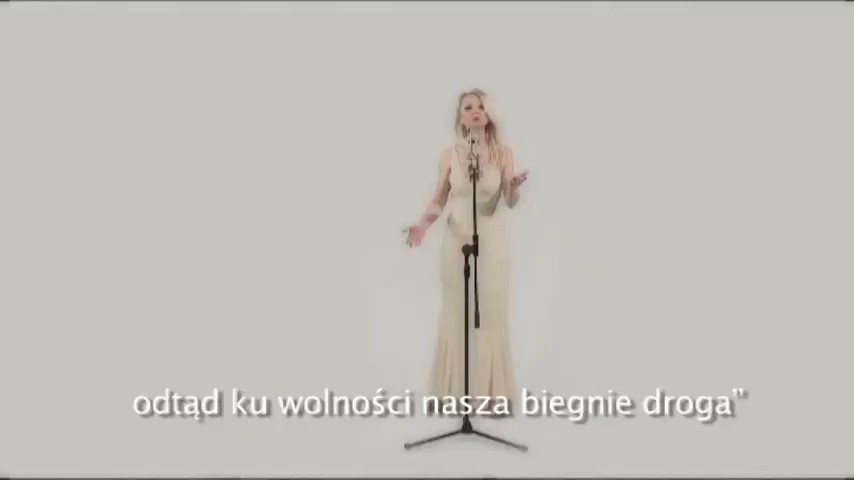 odtąd ku wolności nasza biegnie droga”